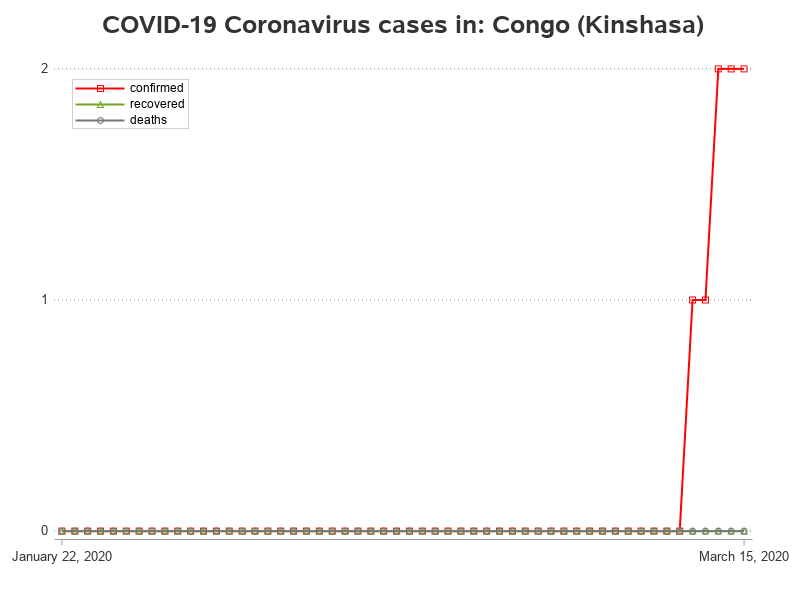 COVID-19 Coronavirus cases in: Congo (Kinshasa)
2
confirmed
recovered
deaths
1
0
January 22, 2020
March 15, 2020